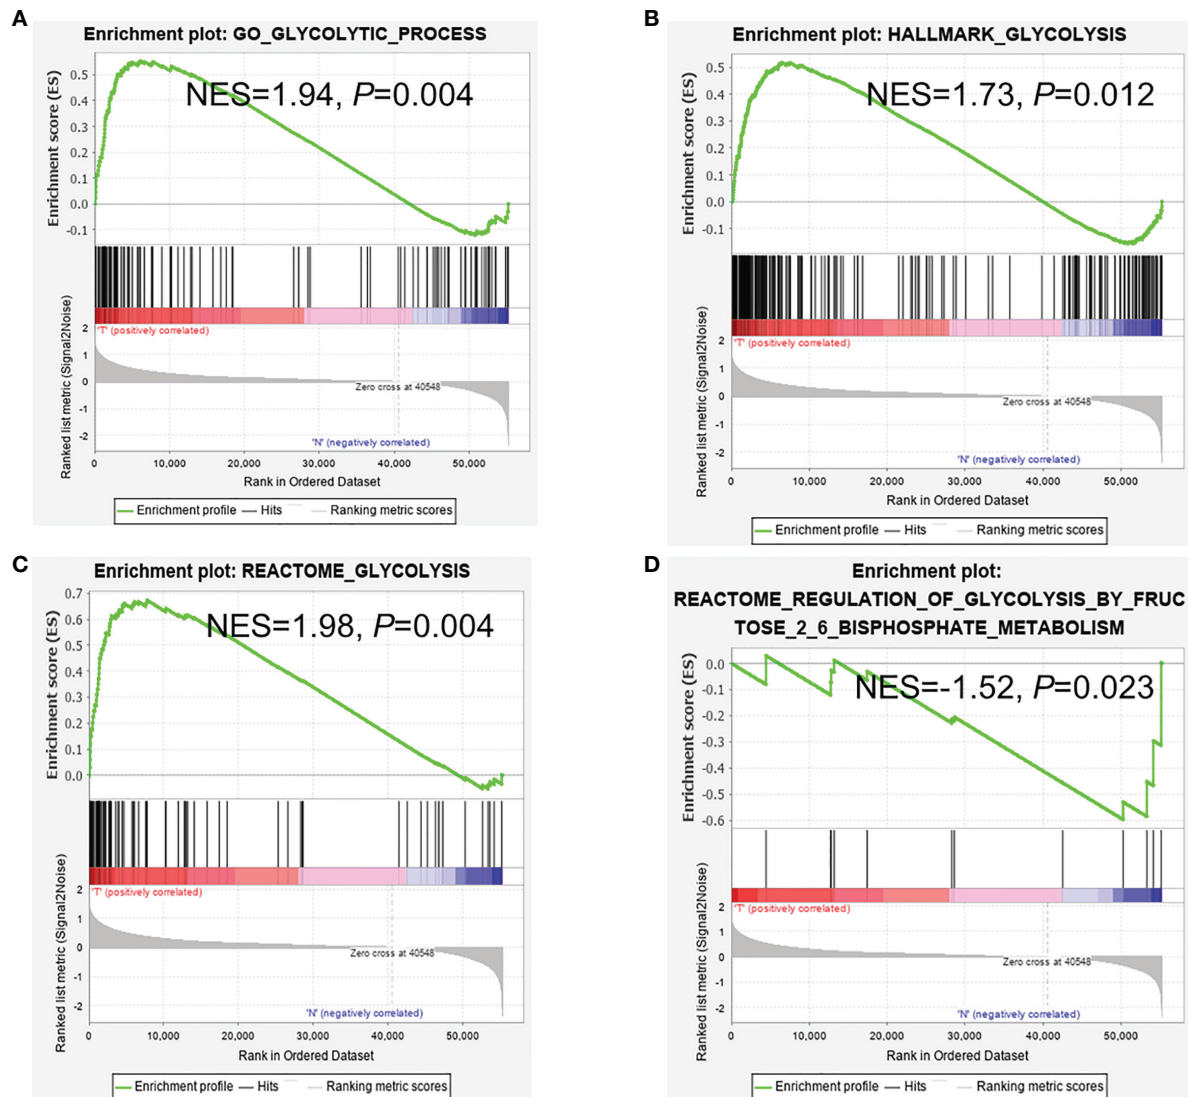 A
Enrichment plot: GO_GLYCOLYTIC_PROCESS
NES=1.94, P=0.004
Enrichment score (ES)
0.5
0.4
0.3
0.2
0.1
0.0
-0.1
'T' (positively correlated)
Ranked list metric (Signal2Noise)
2
1
0
-1
-2
Zero cross at 40548
'N' (negatively correlated)
0 10,000 20,000 30,000 40,000 50,000
Rank in Ordered Dataset
Enrichment profile Hits Ranking metric scores
B
Enrichment plot: HALLMARK_GLYCOLYSIS
NES=1.73, P=0.012
Enrichment score (ES)
0.5
0.4
0.3
0.2
0.1
0.0
-0.1
'T' (positively correlated)
Ranked list metric (Signal2Noise)
2
1
0
-1
-2
Zero cross at 40548
'N' (negatively correlated)
0 10,000 20,000 30,000 40,000 50,000
Rank in Ordered Dataset
Enrichment profile Hits Ranking metric scores
C
Enrichment plot: REACTOME_GLYCOLYSIS
NES=1.98, P=0.004
Enrichment score (ES)
0.7
0.6
0.5
0.4
0.3
0.2
0.1
0.0
'T' (positively correlated)
Ranked list metric (Signal2Noise)
2
1
0
-1
-2
Zero cross at 40548
'N' (negatively correlated)
0 10,000 20,000 30,000 40,000 50,000
Rank in Ordered Dataset
Enrichment profile Hits Ranking metric scores
D
Enrichment plot:
REACTOME_REGULATION_OF_GLYCOLYSIS_BY_FRUC
TOSE_2_6_BISPHOSPHATE_METABOLISM
NES=-1.52, P=0.023
Enrichment score (ES)
0.0
-0.1
-0.2
-0.3
-0.4
-0.5
-0.6
'T' (positively correlated)
Ranked list metric (Signal2Noise)
2
1
0
-1
-2
Zero cross at 40548
'N' (negatively correlated)
0 10,000 20,000 30,000 40,000 50,000
Rank in Ordered Dataset
Enrichment profile Hits Ranking metric scores